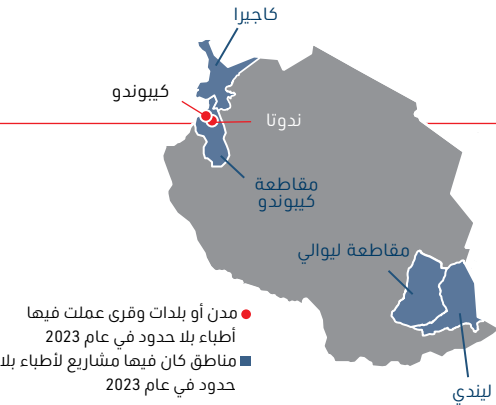 كاجيرا
كيبوندو
ندوتا
مقاطعة
كيبوندو
مقاطعة ليوالي
ليندي
مدن أو بلدات وقرى عملت فيها
أطباء بلا حدود في عام 2023
مناطق كان فيها مشاريع لأطباء بلا
حدود في عام 2023